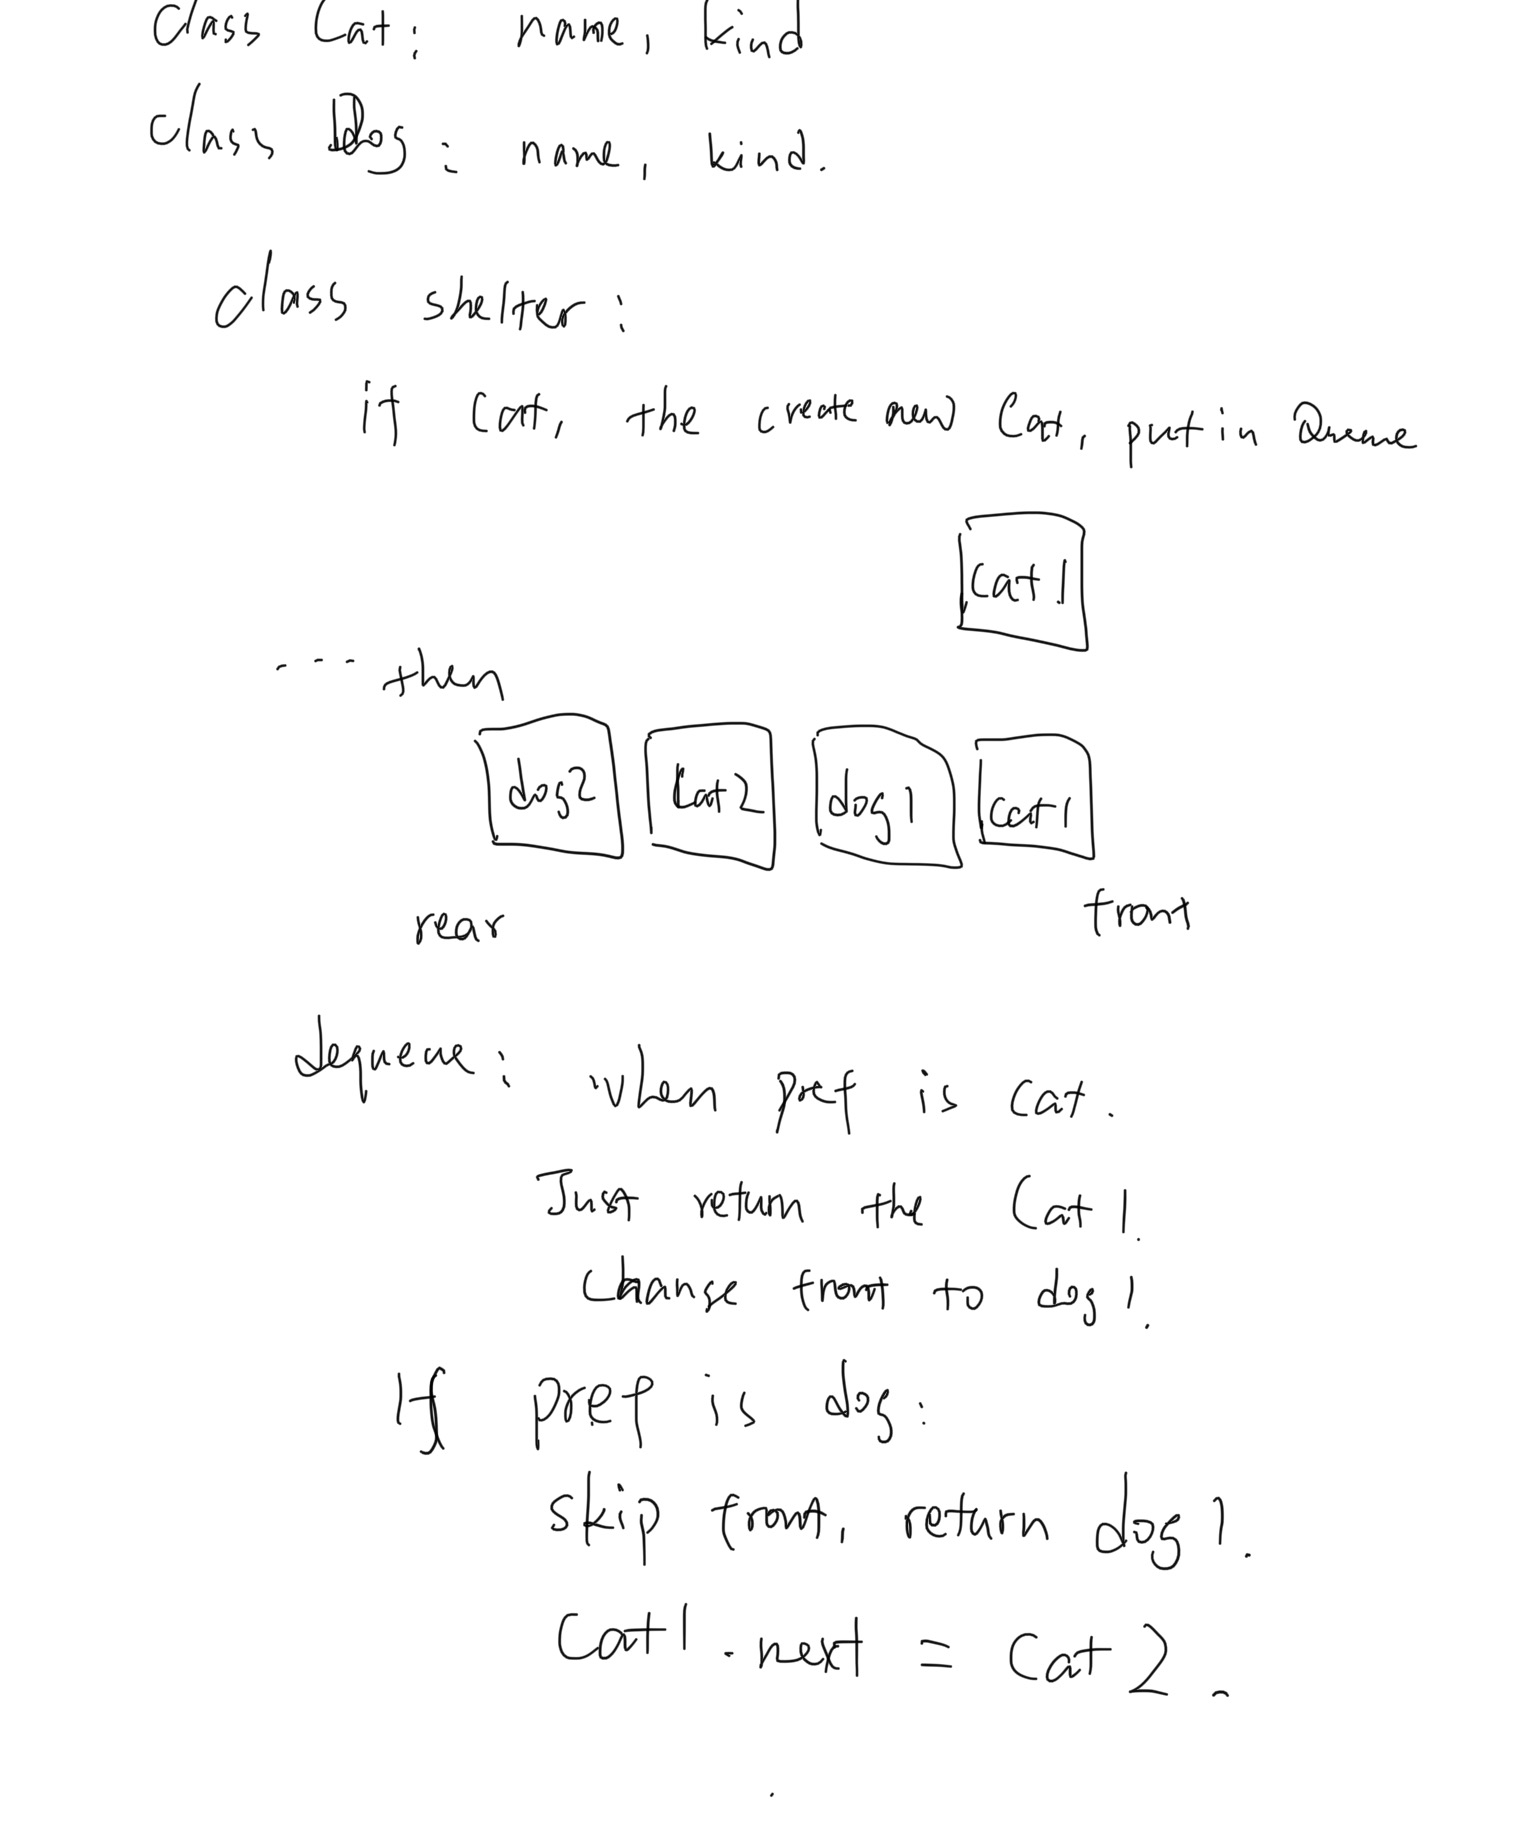 class Cat: name, kind
class Dog: name, kind.
class shelter:
if Cat, the create new Cat, put in Queue
Cat 1
---- then
dog2 Cat 2 dog 1 cat 1
rear front
dequeue: when pref is cat.
Just return the Cat 1.
Change front to dog 1.
If pref is dog:
skip front, return dog 1.
Cat1.next = Cat 2.